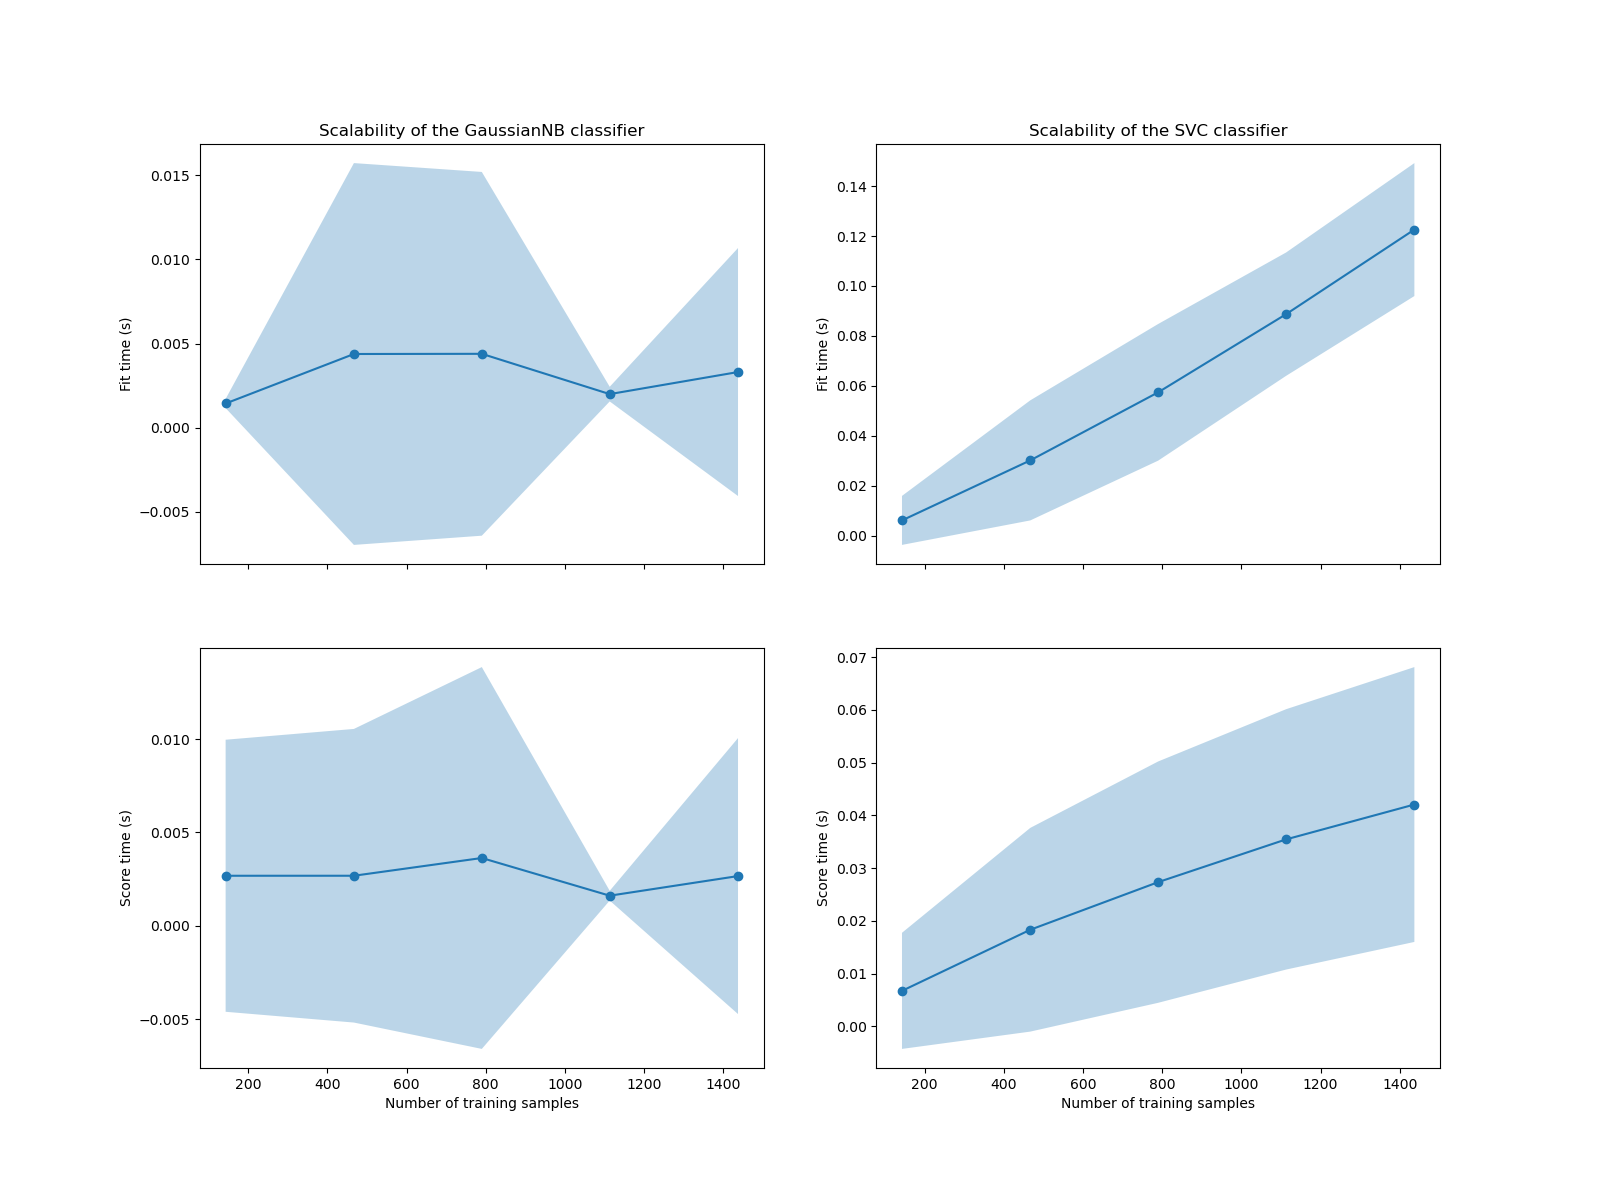 Scalability of the GaussianNB classifier
Fit time (s)
0.015
0.010
0.005
0.000
−0.005
Scalability of the SVC classifier
Fit time (s)
0.14
0.12
0.10
0.08
0.06
0.04
0.02
0.00
Score time (s)
0.010
0.005
0.000
−0.005
200 400 600 800 1000 1200 1400
Number of training samples
Score time (s)
0.07
0.06
0.05
0.04
0.03
0.02
0.01
0.00
200 400 600 800 1000 1200 1400
Number of training samples